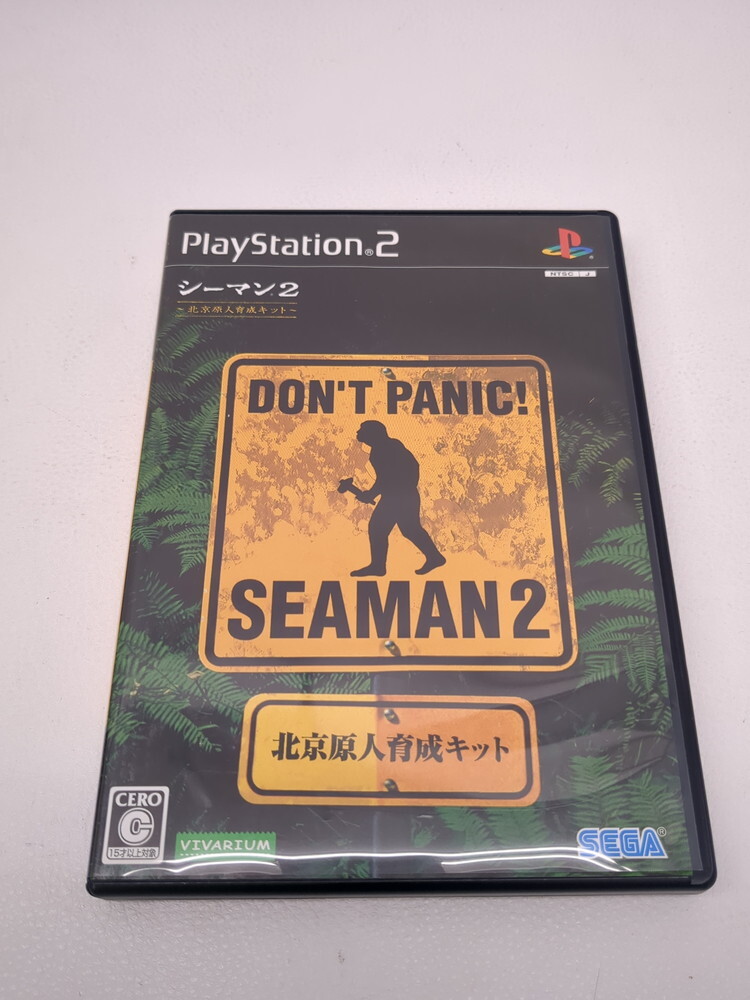 PlayStation®2
NTSC J
シーマン2
~北京原人育成キット~
DON'T PANIC!
SEAMAN 2
北京原人育成キット
CERO
C
15才以上対象
VIVARIUM
SEGA®